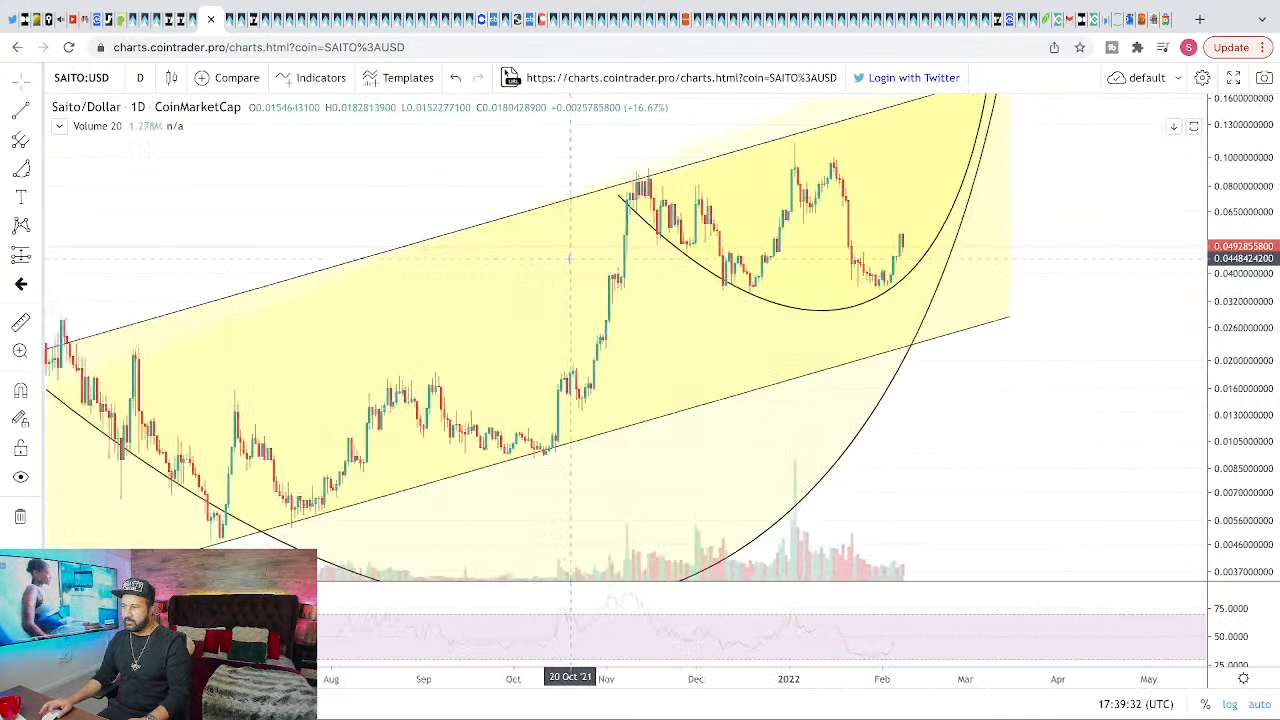 charts.cointrader.pro/charts.html?coin=SAITO%3AUSD
S
Update
SAITO:USD
D
Compare
Indicators
Templates
https://charts.cointrader.pro/charts.html?coin=SAITO%3AUSD
Login with Twitter
default
Saito/Dollar · 1D · CoinMarketCap O0.0154643100 H0.0182813900 L0.0152277100 C0.0180428900 +0.0025785800 (+16.67%)
Volume 20 1.278M n/a
0.1600000000
0.1300000000
0.1000000000
0.0800000000
0.0650000000
0.0492855800
0.0448424200
0.0400000000
0.0320000000
0.0260000000
0.0200000000
0.0160000000
0.0130000000
0.0105000000
0.0085000000
0.0070000000
0.0056000000
0.0046000000
0.0037000000
75.0000
50.0000
25.0000
Aug
Sep
Oct
20 Oct '21
Nov
Dec
2022
Feb
Mar
Apr
May
17:39:32 (UTC)
%
log
auto